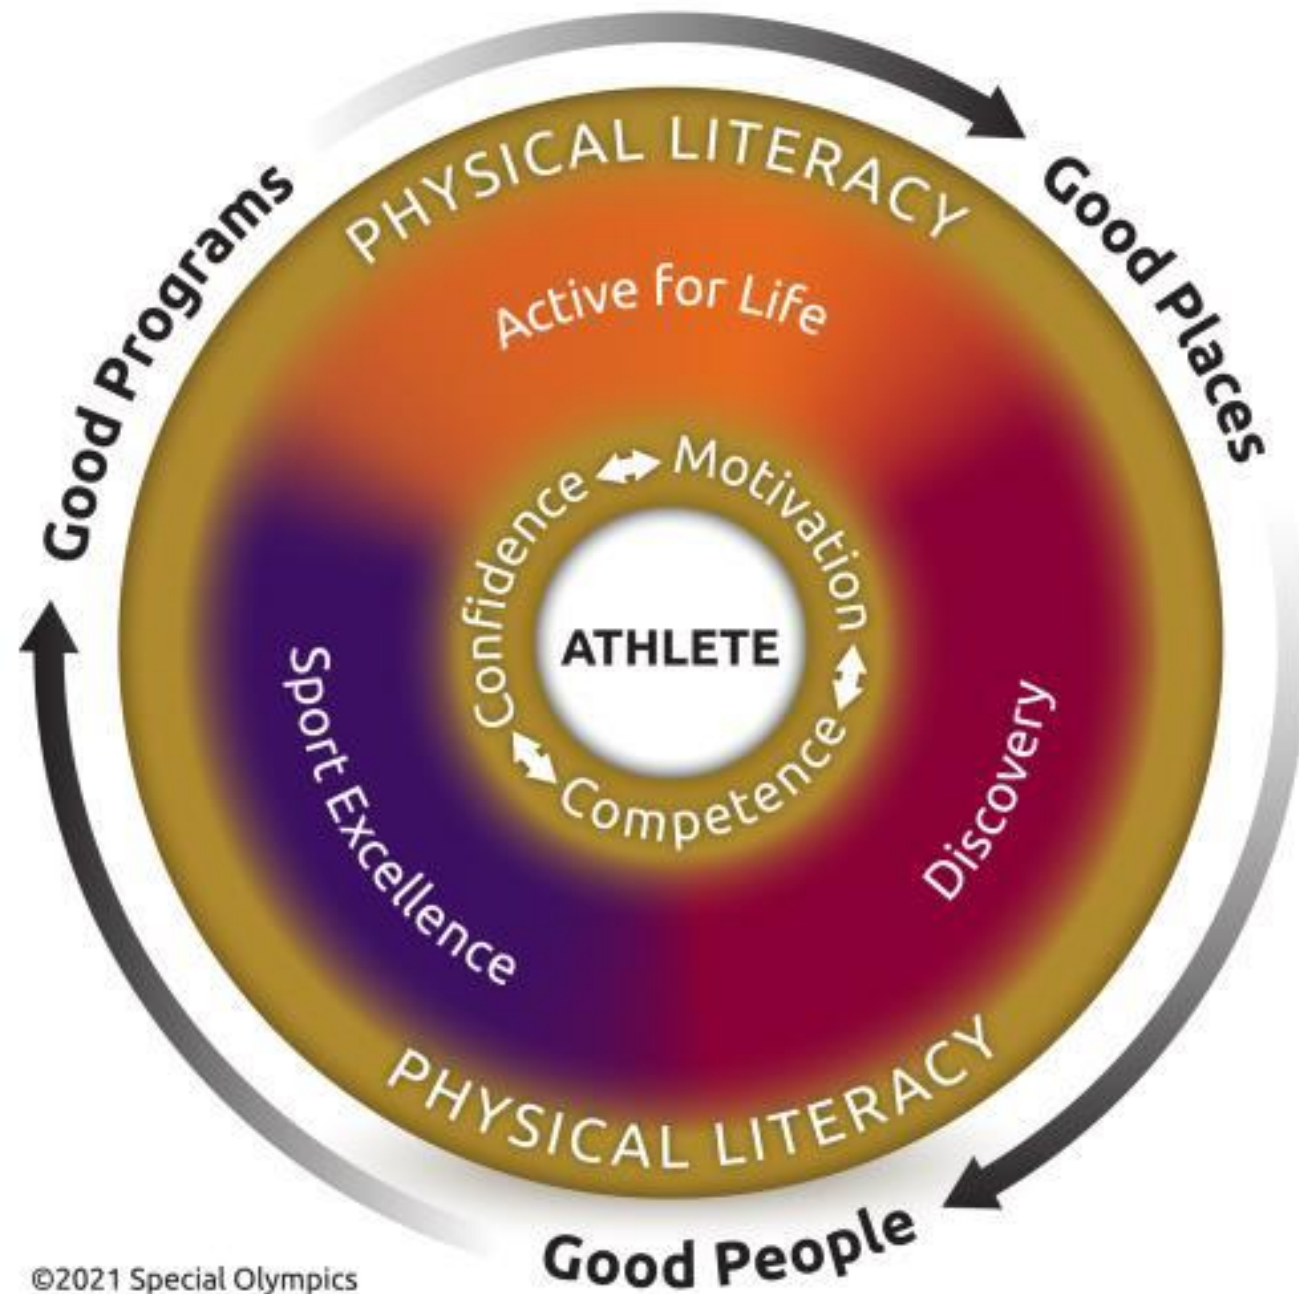 PHYSICAL LITERACY
Good Programs
Good Places
Active for Life
Motivation
Confidence
ATHLETE
Competence
Sport Excellence
Discovery
PHYSICAL LITERACY
Good People
©2021 Special Olympics